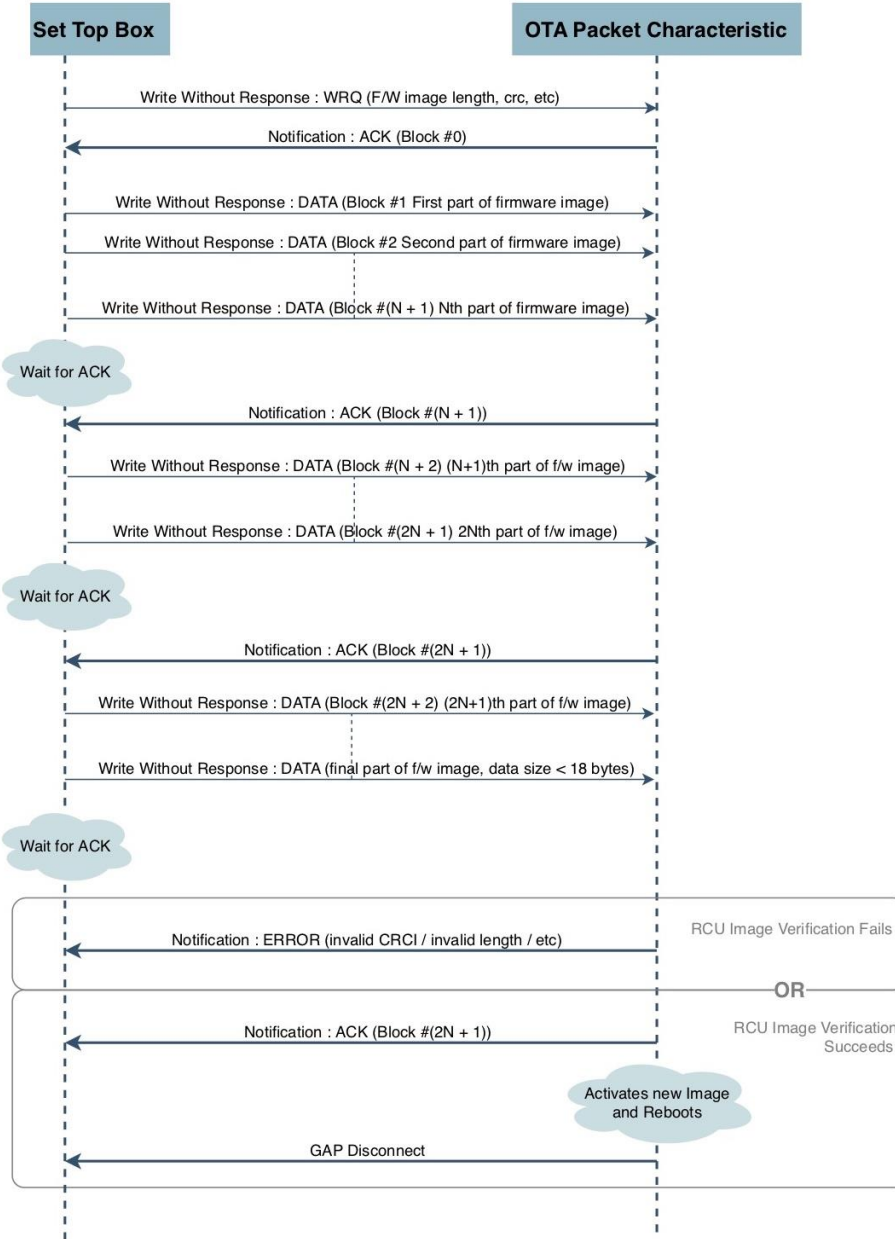 Set Top Box
OTA Packet Characteristic
Write Without Response : WRQ (F/W image length, crc, etc)
Notification : ACK (Block #0)
Write Without Response : DATA (Block #1 First part of firmware image)
Write Without Response : DATA (Block #2 Second part of firmware image)
Write Without Response : DATA (Block #(N + 1) Nth part of firmware image)
Wait for ACK
Notification : ACK (Block #(N + 1))
Write Without Response : DATA (Block #(N + 2) (N+1)th part of f/w image)
Write Without Response : DATA (Block #(2N + 1) 2Nth part of f/w image)
Wait for ACK
Notification : ACK (Block #(2N + 1))
Write Without Response : DATA (Block #(2N + 2) (2N+1)th part of f/w image)
Write Without Response : DATA (final part of f/w image, data size < 18 bytes)
Wait for ACK
RCU Image Verification Fails
Notification : ERROR (invalid CRCI / invalid length / etc)
OR
Notification : ACK (Block #(2N + 1))
RCU Image Verification
Succeeds
Activates new Image
and Reboots
GAP Disconnect